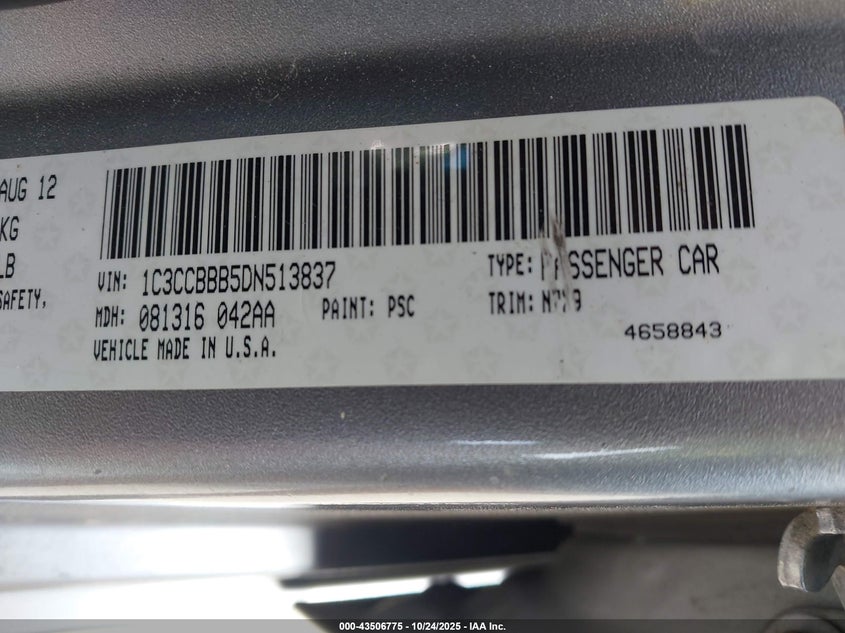 AUG 12
KG
LB
SAFETY,
VIN: 1C3CCBBB5DN513837
TYPE: PASSENGER CAR
MDH: 081316 042AA
PAINT: PSC
TRIM:
VEHICLE MADE IN U.S.A.
4658843
000-43506775 - 10/24/2025 - IAA Inc.